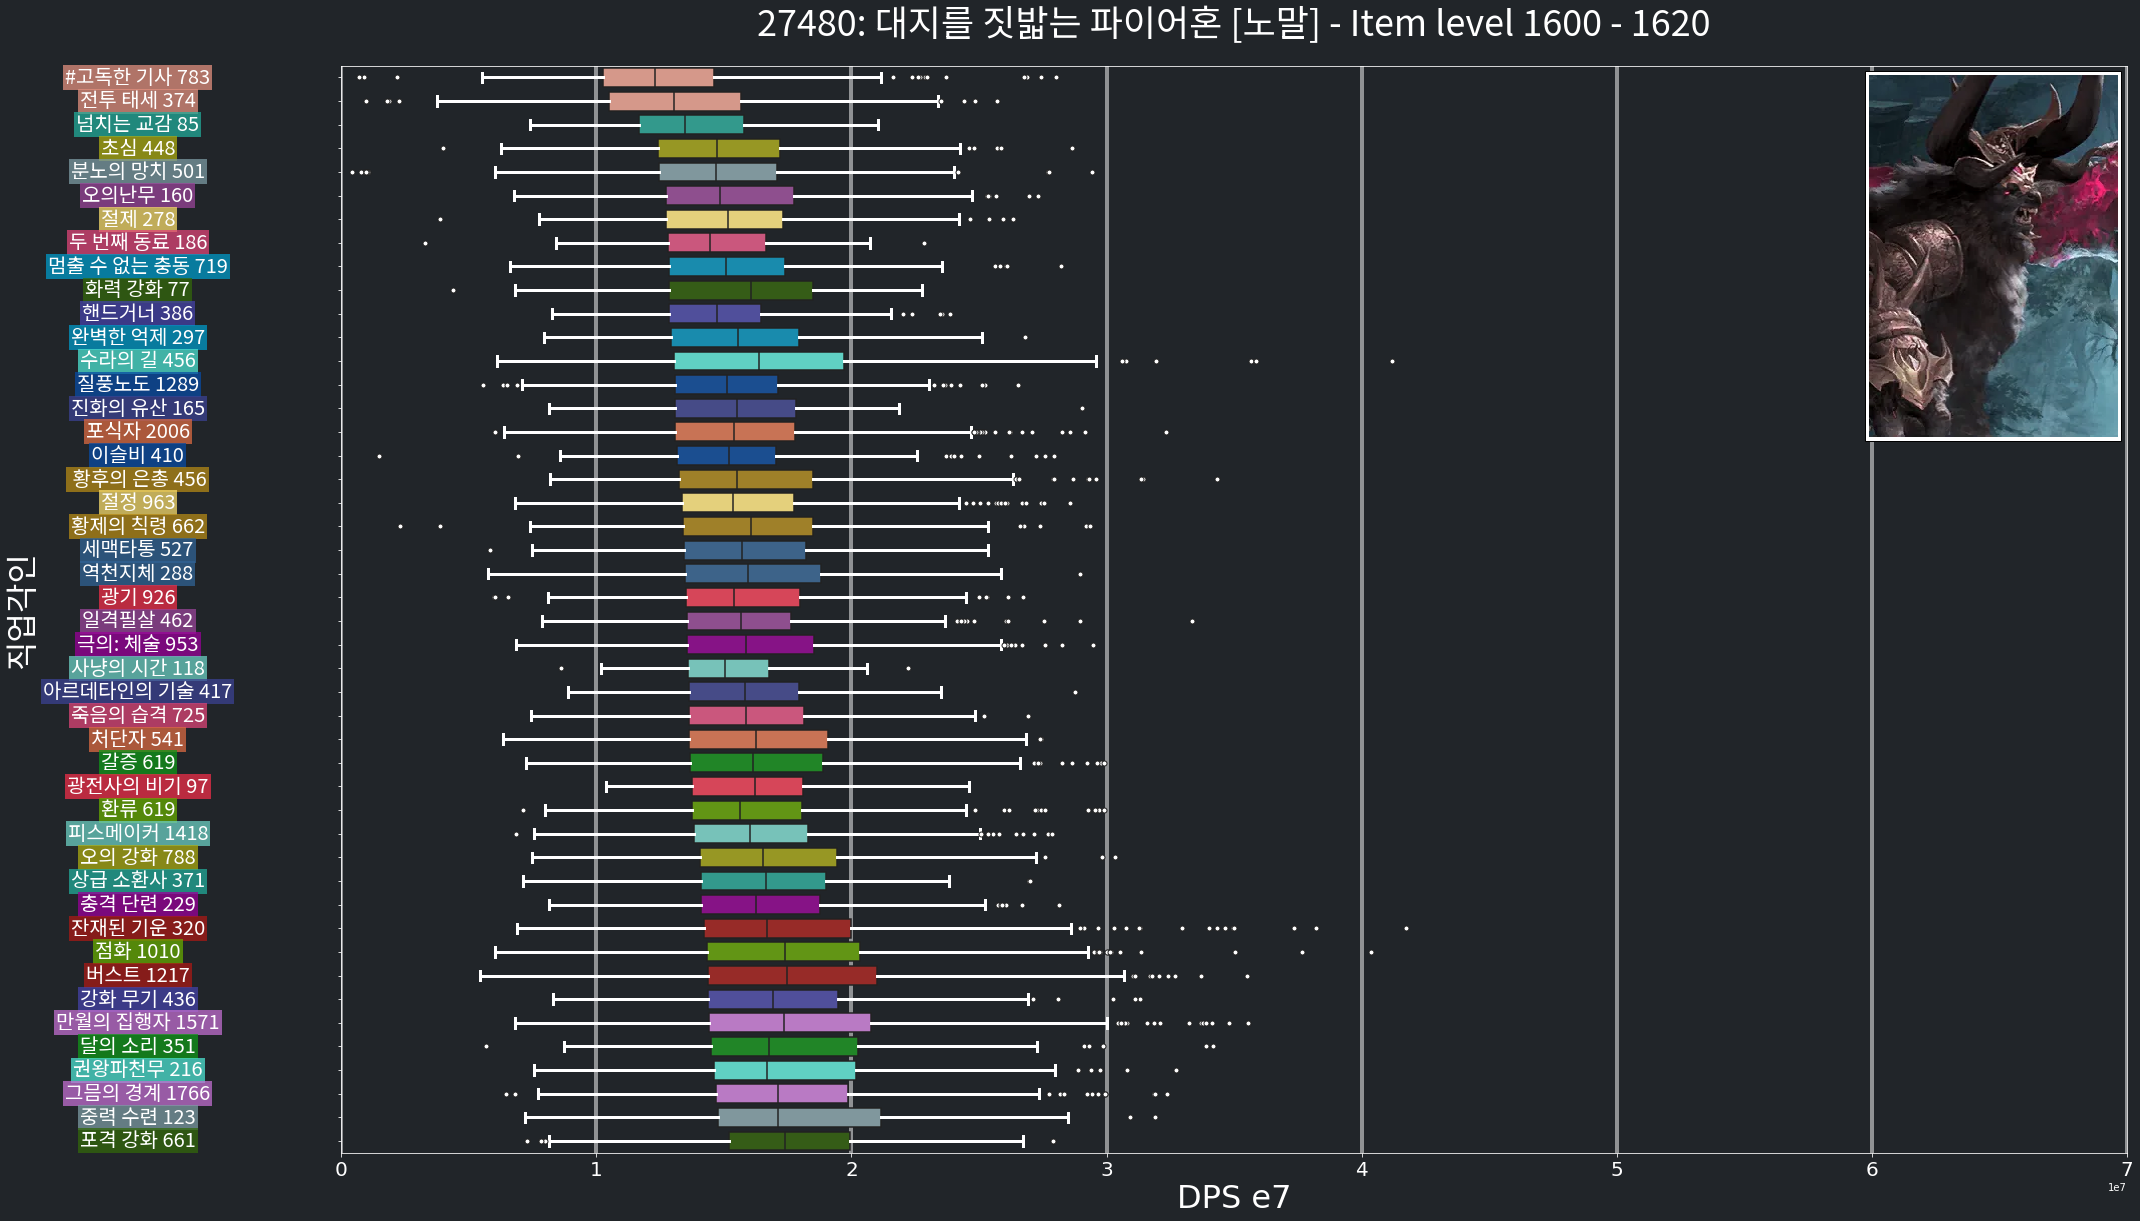 27480: 대지를 짓밟는 파이어혼 [노말] - Item level 1600 - 1620
#고독한 기사 783
전투 태세 374
넘치는 교감 85
초심 448
분노의 망치 501
오의난무 160
절제 278
두 번째 동료 186
멈출 수 없는 충동 719
화력 강화 77
핸드거너 386
완벽한 억제 297
수라의 길 456
질풍노도 1289
진화의 유산 165
포식자 2006
이슬비 410
황후의 은총 456
절정 963
황제의 칙령 662
세맥타통 527
역천지체 288
광기 926
일격필살 462
극의: 체술 953
사냥의 시간 118
아르데타인의 기술 417
죽음의 습격 725
처단자 541
갈증 619
광전사의 비기 97
환류 619
피스메이커 1418
오의 강화 788
상급 소환사 371
충격 단련 229
잔재된 기운 320
점화 1010
버스트 1217
강화 무기 436
만월의 집행자 1571
달의 소리 351
권왕파천무 216
그믐의 경계 1766
중력 수련 123
포격 강화 661
직업각인
0 1 2 3 4 5 6 7
1e7
DPS e7